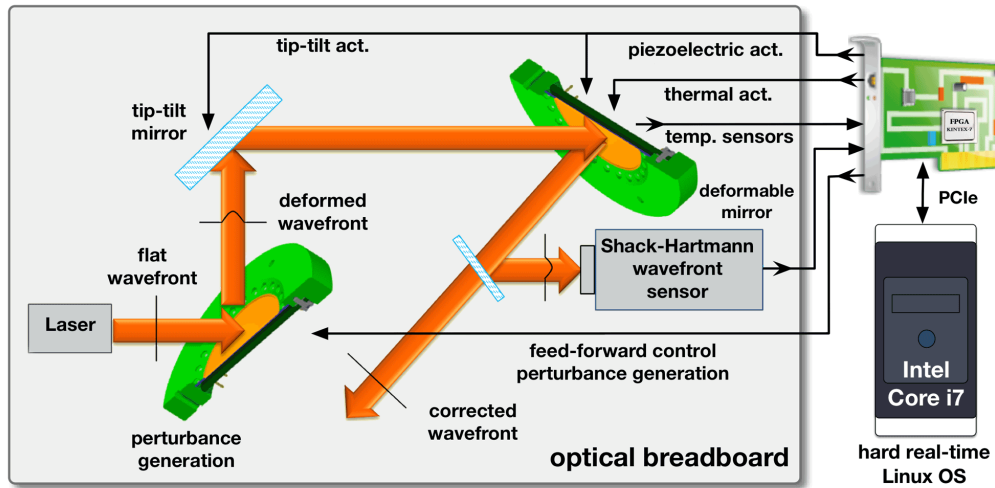 tip-tilt act.
piezoelectric act.
thermal act.
temp. sensors
FPGA
KINTEX-7
tip-tilt
mirror
PCIe
deformable
mirror
deformed
wavefront
flat
wavefront
Shack-Hartmann
wavefront
sensor
Laser
feed-forward control
perturbance generation
Intel
Core i7
corrected
wavefront
perturbance
generation
optical breadboard
hard real-time
Linux OS